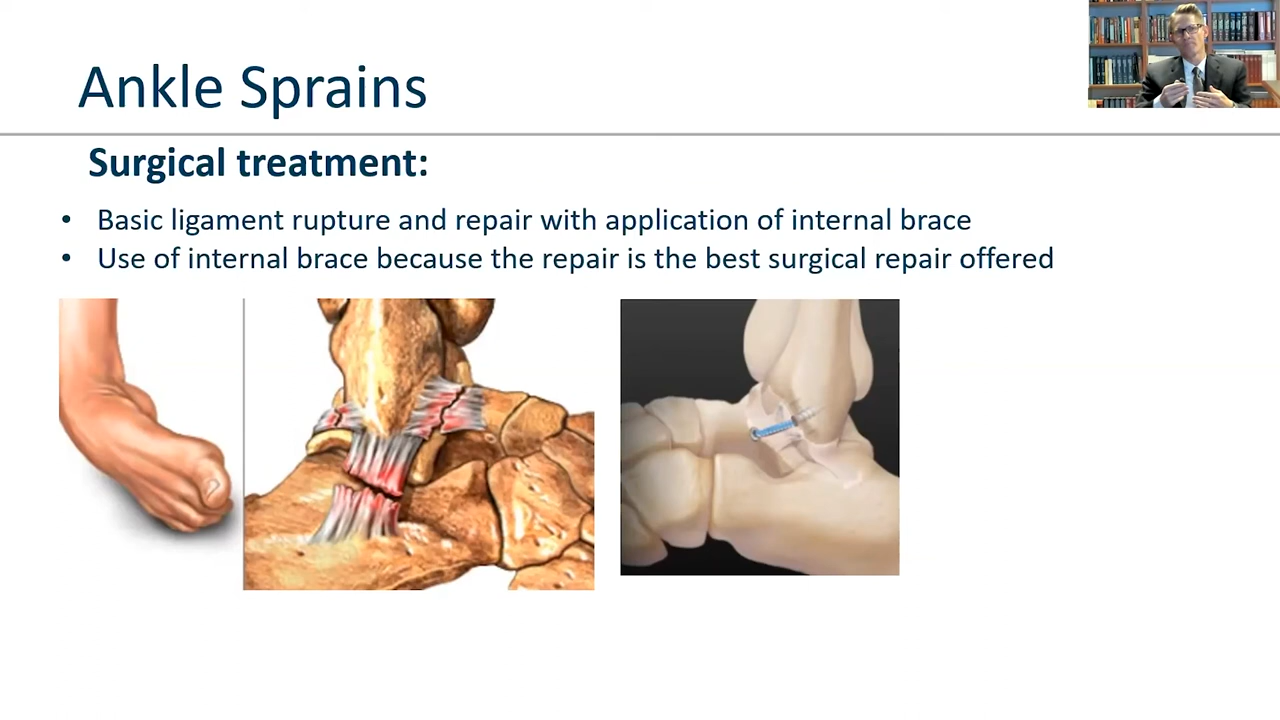 Ankle Sprains
Surgical treatment:
• Basic ligament rupture and repair with application of internal brace
• Use of internal brace because the repair is the best surgical repair offered